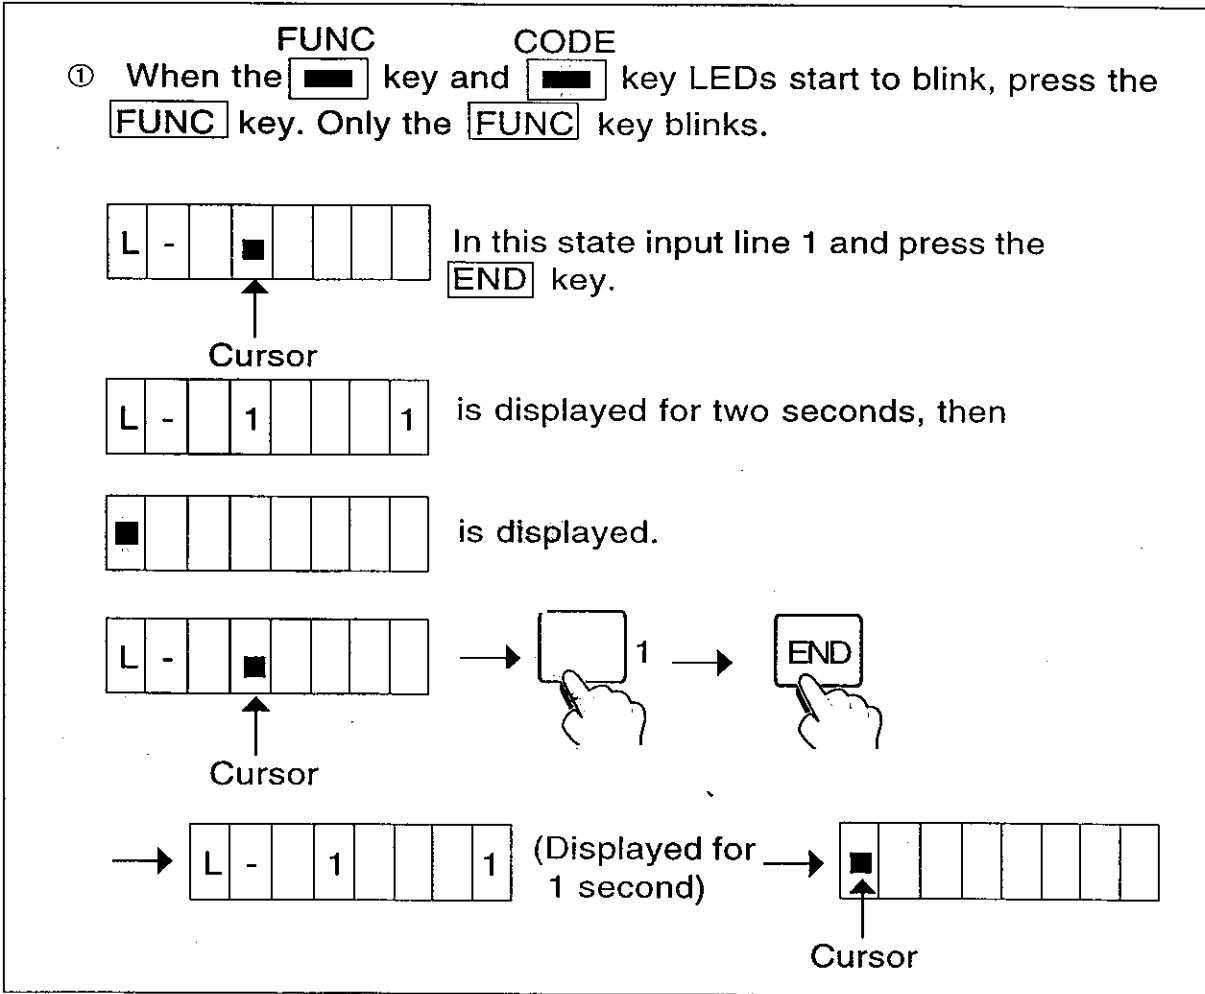 FUNC CODE
① When the key and key LEDs start to blink, press the
FUNC key. Only the FUNC key blinks.
L - In this state input line 1 and press the
END key.
Cursor
L - 1 1 is displayed for two seconds, then
is displayed.
L - 1 END
Cursor
L - 1 1 (Displayed for
1 second)
Cursor